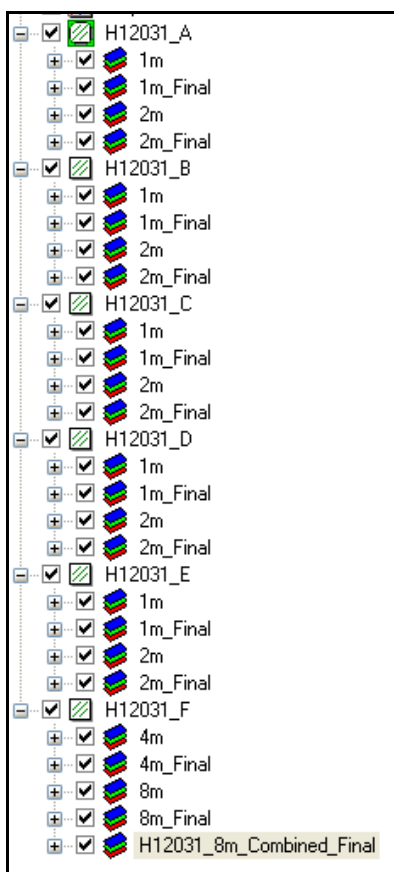 H12031_A
1m
1m_Final
2m
2m_Final
H12031_B
1m
1m_Final
2m
2m_Final
H12031_C
1m
1m_Final
2m
2m_Final
H12031_D
1m
1m_Final
2m
2m_Final
H12031_E
1m
1m_Final
2m
2m_Final
H12031_F
4m
4m_Final
8m
8m_Final
H12031_8m_Combined_Final